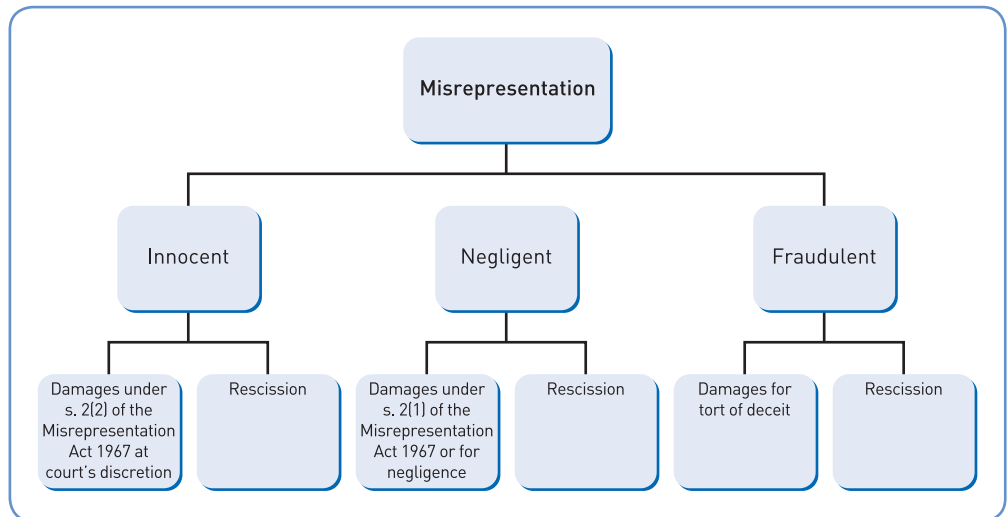 Misrepresentation
Innocent
Negligent
Fraudulent
Damages under
s. 2(2) of the
Misrepresentation
Act 1967 at
court's discretion
Rescission
Damages under
s. 2(1) of the
Misrepresentation
Act 1967 or for
negligence
Rescission
Damages for
tort of deceit
Rescission